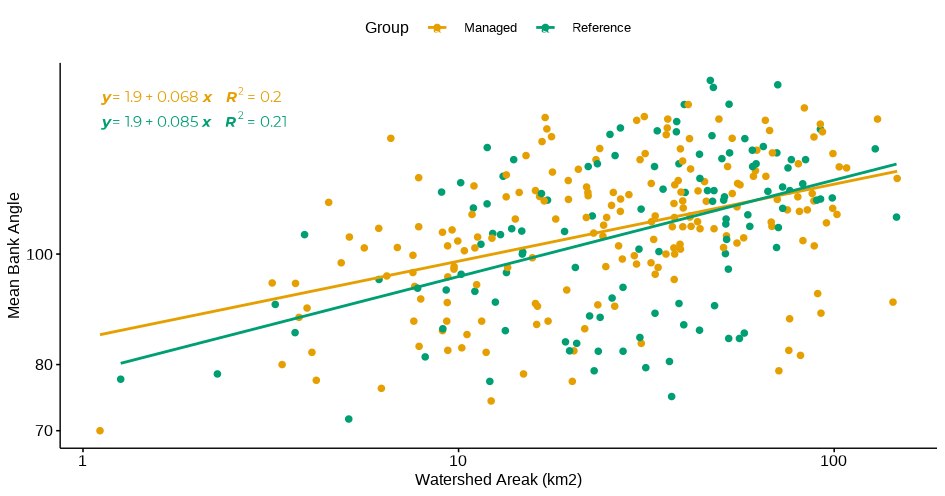 Group Managed Reference
y = 1.9 + 0.068 x R² = 0.2
y = 1.9 + 0.085 x R² = 0.21
100
80
70
Mean Bank Angle
1 10 100
Watershed Areak (km2)